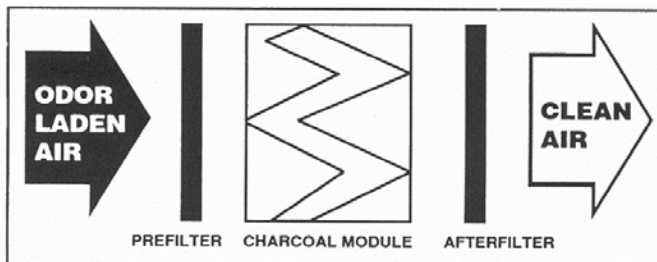 ODOR
LADEN
AIR
CLEAN
AIR
PREFILTER
CHARCOAL MODULE
AFTERFILTER